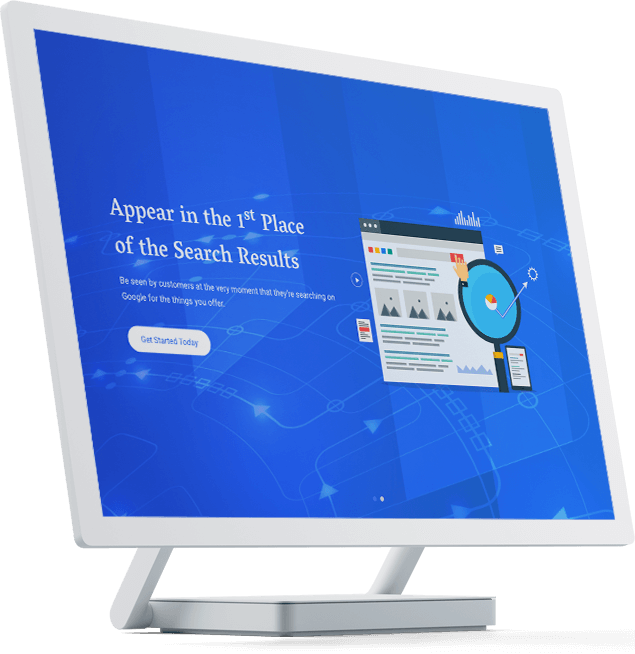 Appear in the 1st Place
of the Search Results
Be seen by customers at the very moment that they're searching on
Google for the things you offer.
Get Started Today